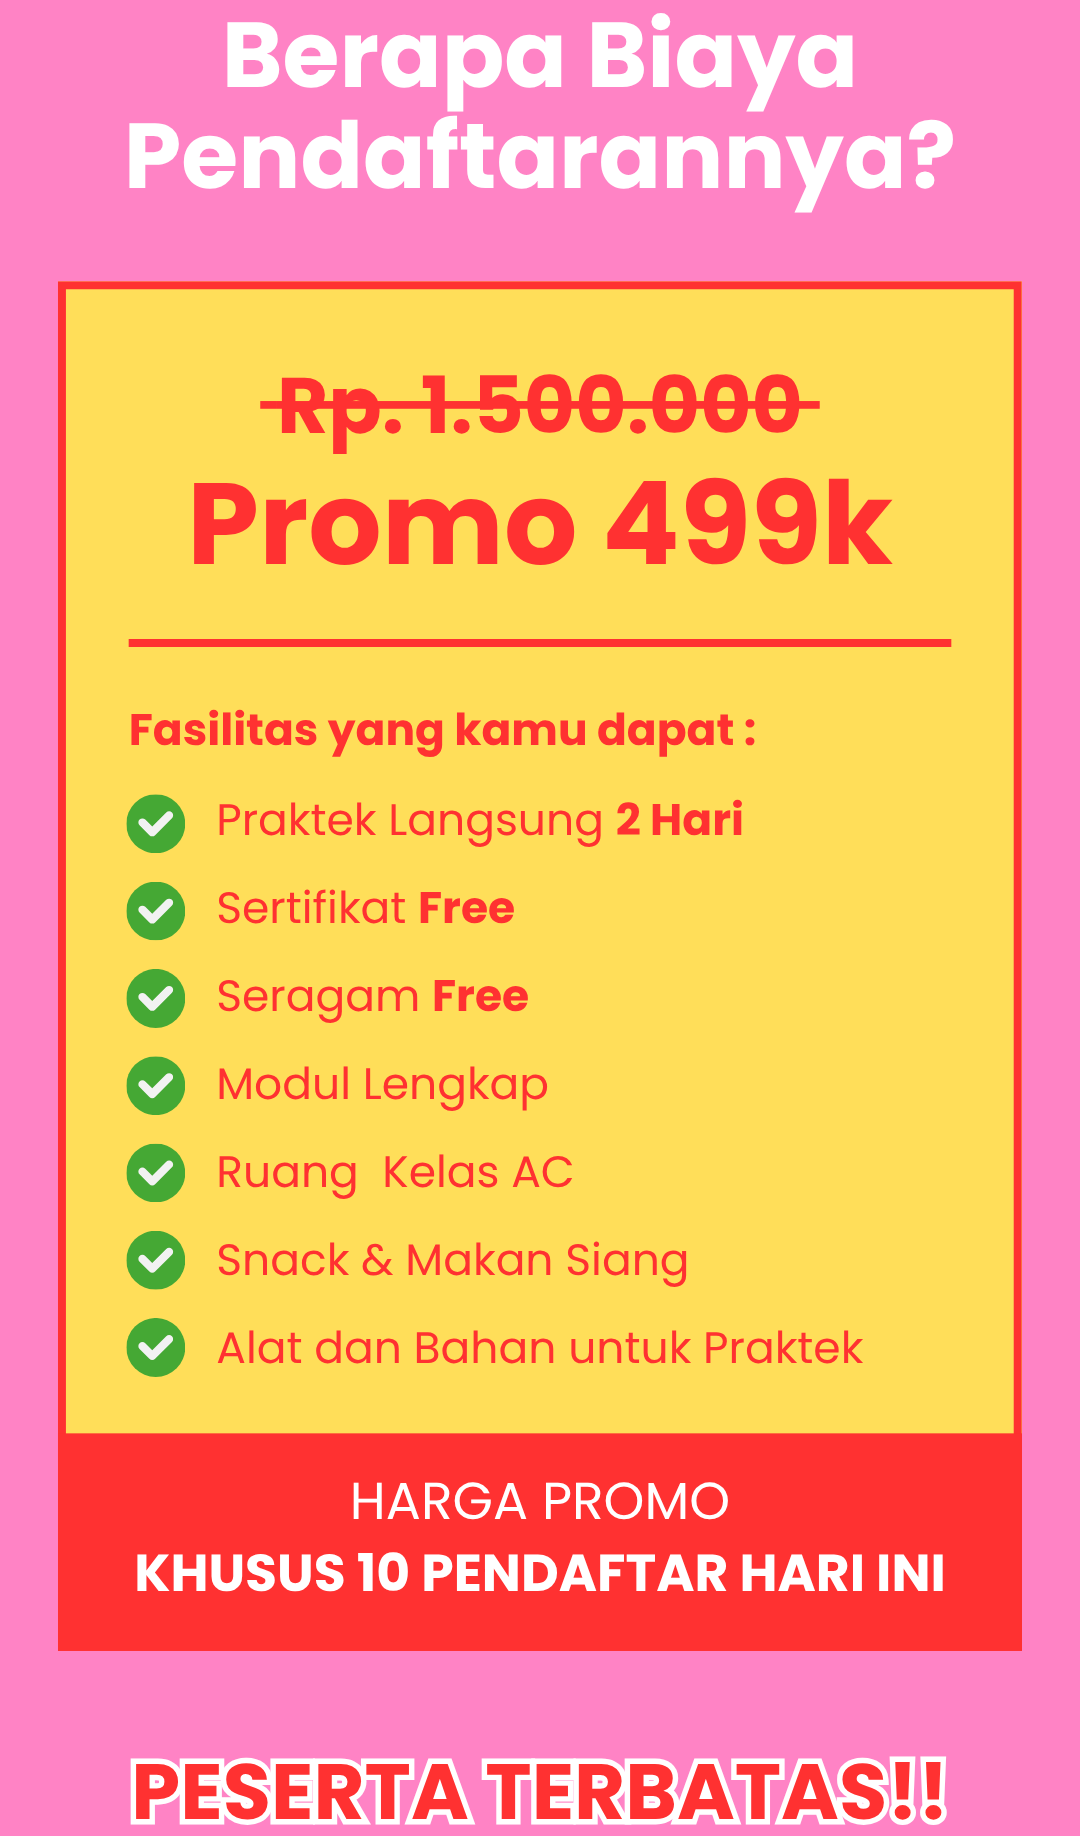 Berapa Biaya
Pendaftarannya?
Rp. 1.500.000
Promo 499k
Fasilitas yang kamu dapat :
Praktek Langsung 2 Hari
Sertifikat Free
Seragam Free
Modul Lengkap
Ruang  Kelas AC
Snack & Makan Siang
Alat dan Bahan untuk Praktek
HARGA PROMO
KHUSUS 10 PENDAFTAR HARI INI
PESERTA TERBATAS!!